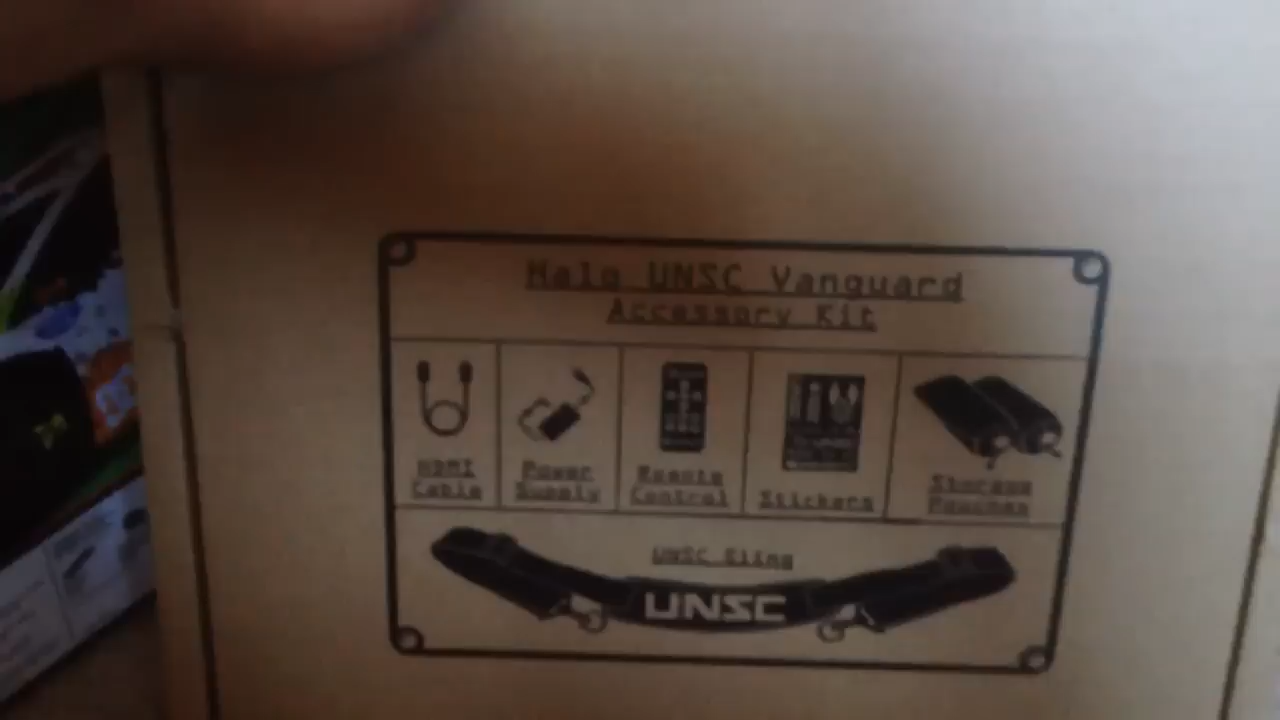 Halo UNSC Vanguard
Accessory Kit
HDMI
Cable
Power
Supply
Remote
Control
Stickers
Storage
Pouches
UNSC Sling
UNSC